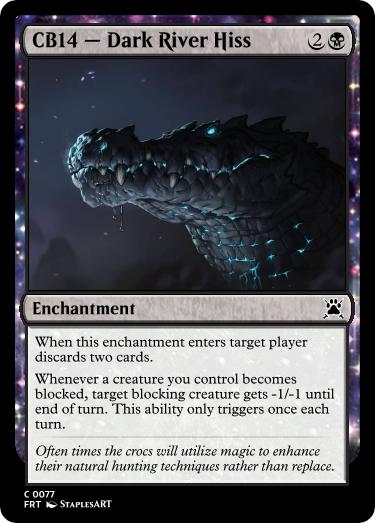 CB14 — Dark River Hiss 2
Enchantment
When this enchantment enters target player
discards two cards.
Whenever a creature you control becomes
blocked, target blocking creature gets -1/-1 until
end of turn. This ability only triggers once each
turn.
Often times the crocs will utilize magic to enhance
their natural hunting techniques rather than replace.
C 0077
FRT StaplesART